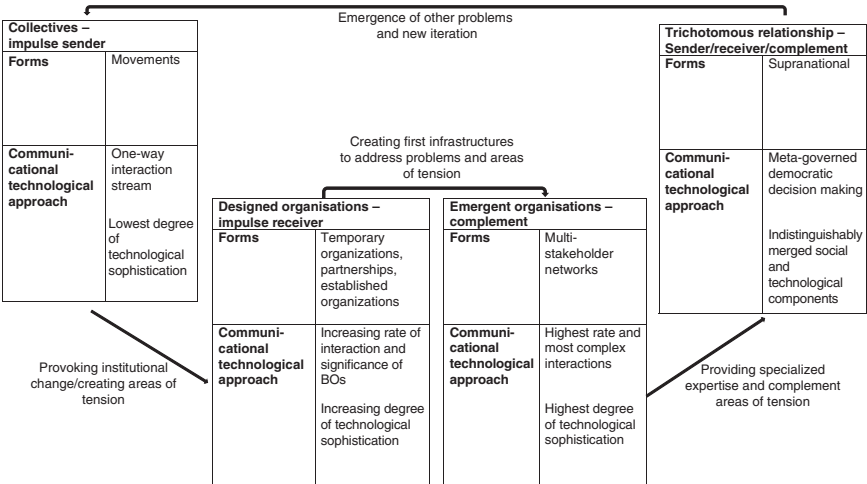 Emergence of other problems
and new iteration
Collectives –
impulse sender
Forms
Movements
Communi-
cational
technological
approach
One-way
interaction
stream
Lowest degree
of
technological
sophistication
Provoking institutional
change/creating areas of
tension
Creating first infrastructures
to address problems and areas
of tension
Designed organisations –
impulse receiver
Forms
Temporary
organizations,
partnerships,
established
organizations
Communi-
cational
technological
approach
Increasing rate of
interaction and
significance of
BOs
Increasing degree
of technological
sophistication
Emergent organisations –
complement
Forms
Multi-
stakeholder
networks
Communi-
cational
technological
approach
Highest rate and
most complex
interactions
Highest degree
of technological
sophistication
Trichotomous relationship –
Sender/receiver/complement
Forms
Supranational
Communi-
cational
technological
approach
Meta-governed
democratic
decision making
Indistinguishably
merged social
and
technological
components
Providing specialized
expertise and complement
areas of tension